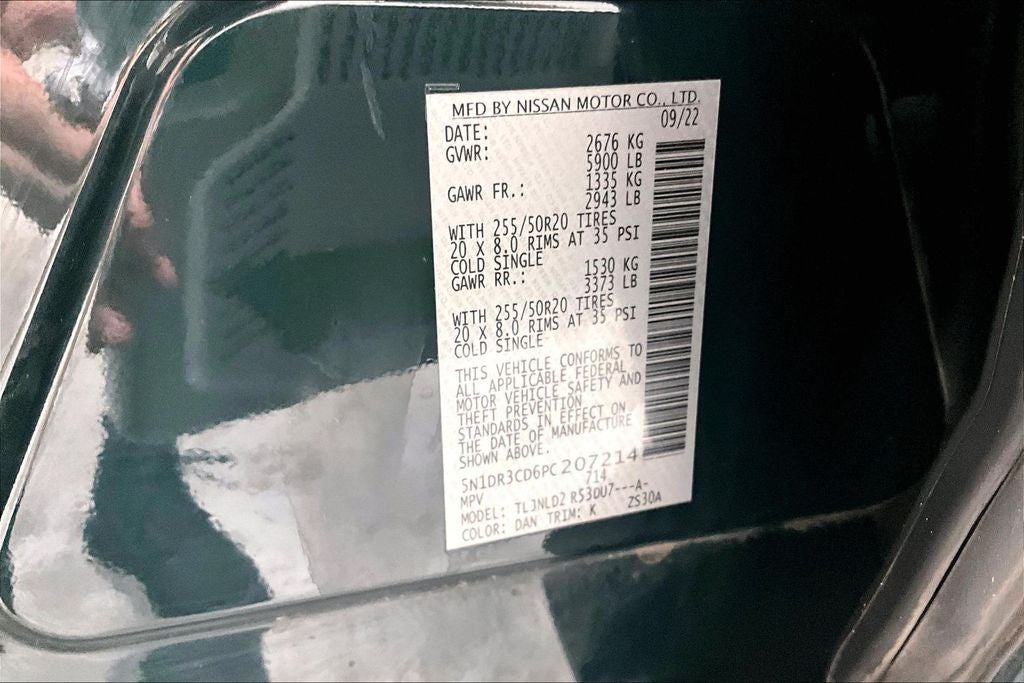 MFD BY NISSAN MOTOR CO., LTD.
DATE: 09/22
GVWR: 2676 KG
5900 LB
GAWR FR.: 1335 KG
2943 LB
WITH 255/50R20 TIRES
20 X 8.0 RIMS AT 35 PSI
COLD SINGLE
GAWR RR.: 1530 KG
3373 LB
WITH 255/50R20 TIRES
20 X 8.0 RIMS AT 35 PSI
COLD SINGLE
THIS VEHICLE CONFORMS TO
ALL APPLICABLE FEDERAL
MOTOR VEHICLE SAFETY AND
THEFT PREVENTION
STANDARDS IN EFFECT ON
THE DATE OF MANUFACTURE
SHOWN ABOVE.
5N1DR3CD6PC207214
MPV 714
MODEL: TLJNLD2 R53DU7---A-
COLOR: DAN TRIM: K ZS30A